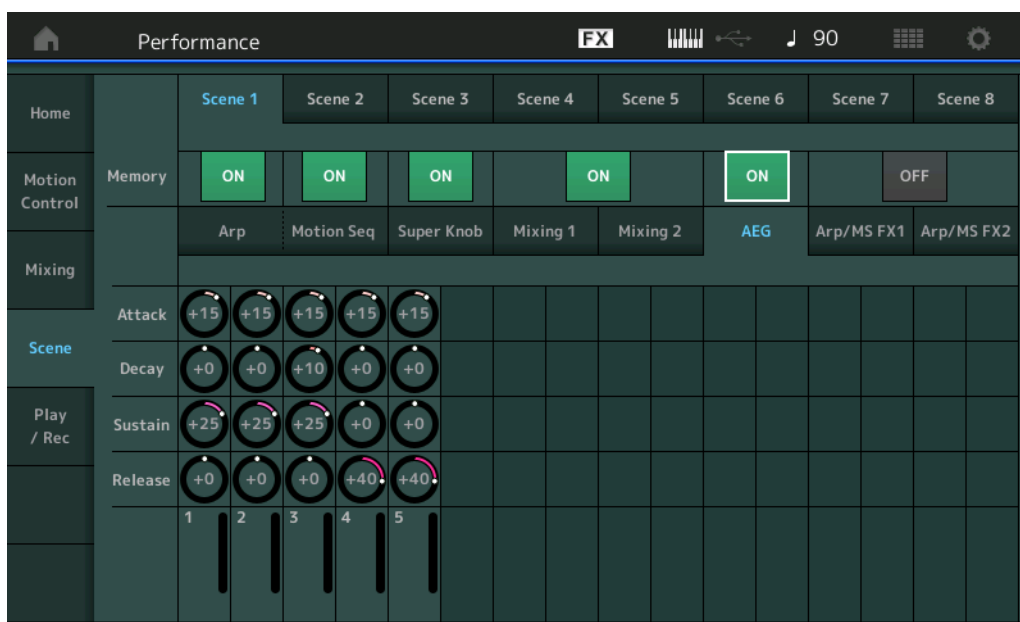 Performance FX 90
Home Scene 1 Scene 2 Scene 3 Scene 4 Scene 5 Scene 6 Scene 7 Scene 8
Motion
Control
Memory ON ON ON ON ON OFF
Arp Motion Seq Super Knob Mixing 1 Mixing 2 AEG Arp/MS FX1 Arp/MS FX2
Mixing
Attack +15 +15 +15 +15 +15
Scene
Decay +0 +0 +10 +0 +0
Play
/ Rec
Sustain +25 +25 +25 +0 +0
Release +0 +0 +0 +40 +40
1 2 3 4 5